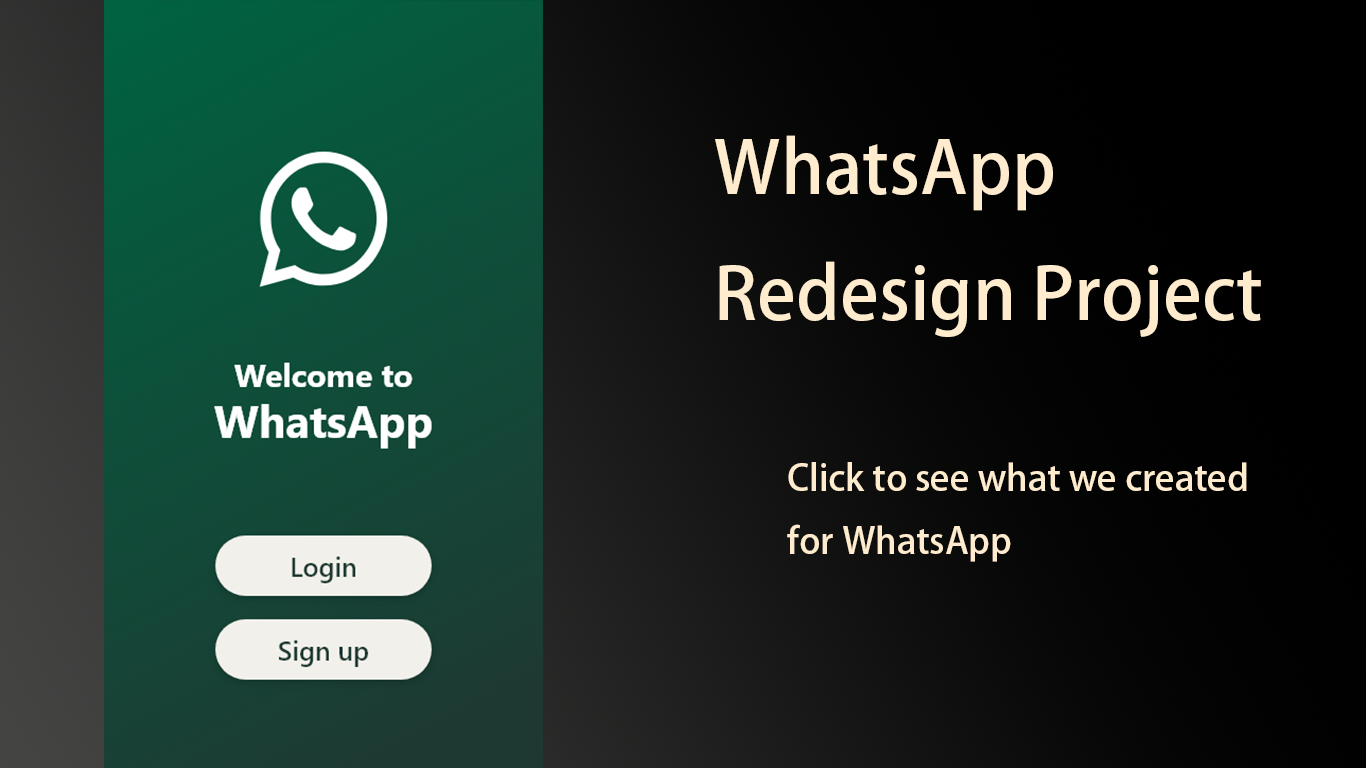 Welcome to
WhatsApp
Login
Sign up
WhatsApp
Redesign Project
Click to see what we created
for WhatsApp